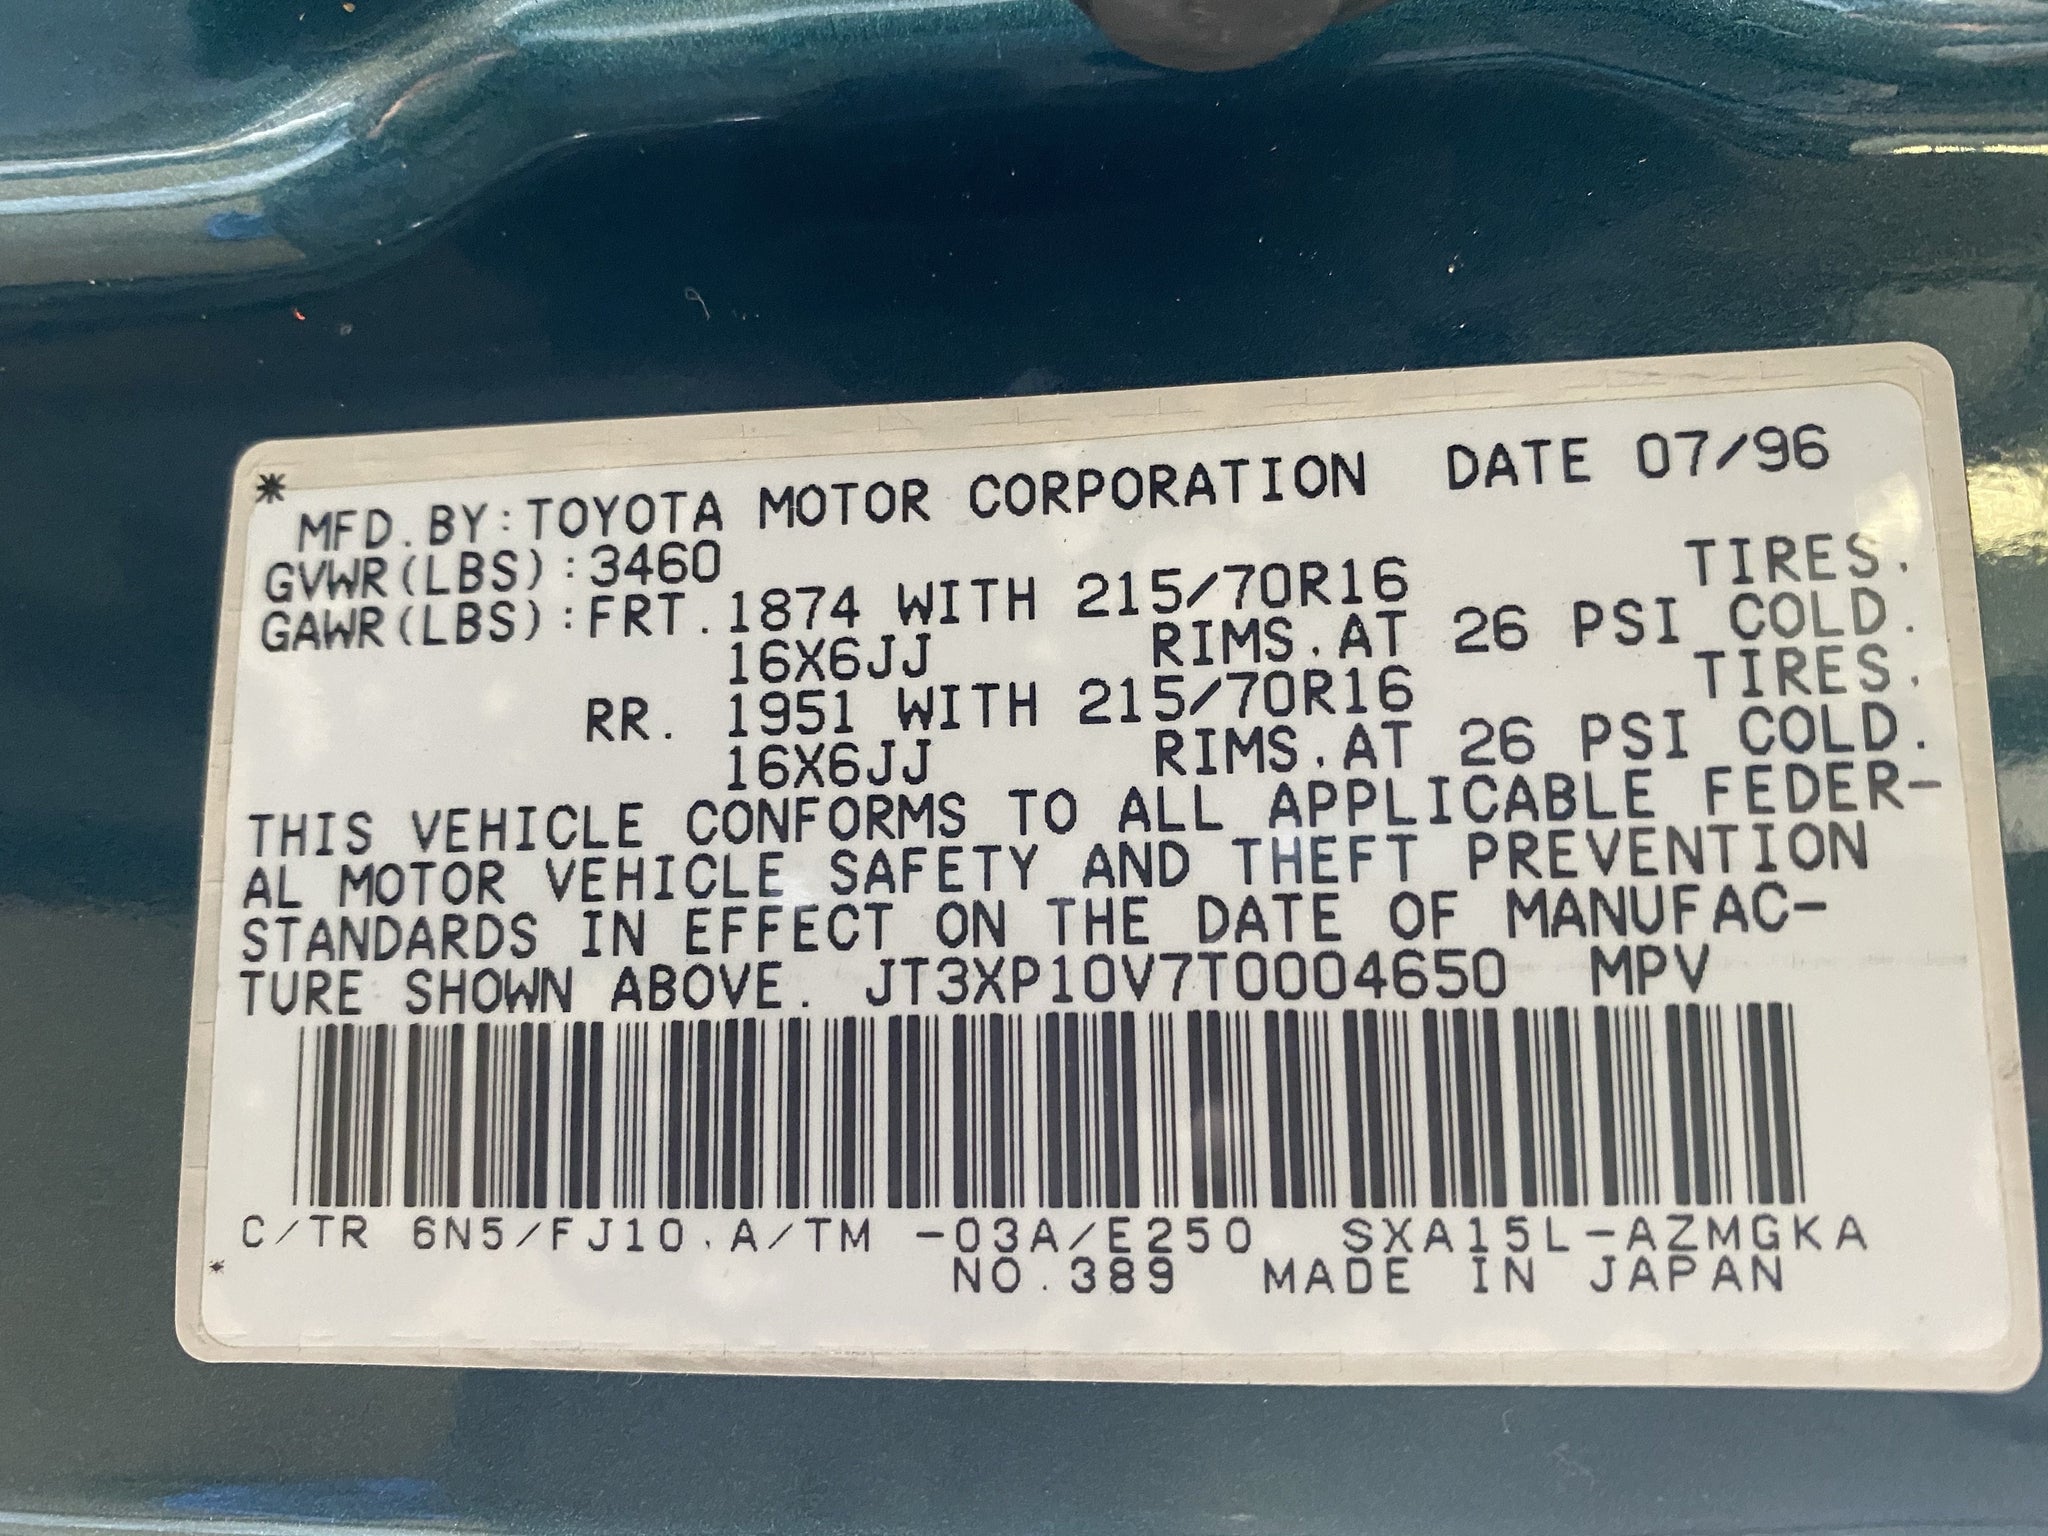 *
MFD.BY:TOYOTA MOTOR CORPORATION DATE 07/96
GVWR(LBS):3460
GAWR(LBS):FRT.1874 WITH 215/70R16 TIRES.
16X6JJ RIMS.AT 26 PSI COLD.
RR. 1951 WITH 215/70R16 TIRES.
16X6JJ RIMS.AT 26 PSI COLD.
THIS VEHICLE CONFORMS TO ALL APPLICABLE FEDER-
AL MOTOR VEHICLE SAFETY AND THEFT PREVENTION
STANDARDS IN EFFECT ON THE DATE OF MANUFAC-
TURE SHOWN ABOVE. JT3XP10V7T0004650 MPV
C/TR 6N5/FJ10.A/TM -03A/E250 SXA15L-AZMGKA
* NO.389 MADE IN JAPAN